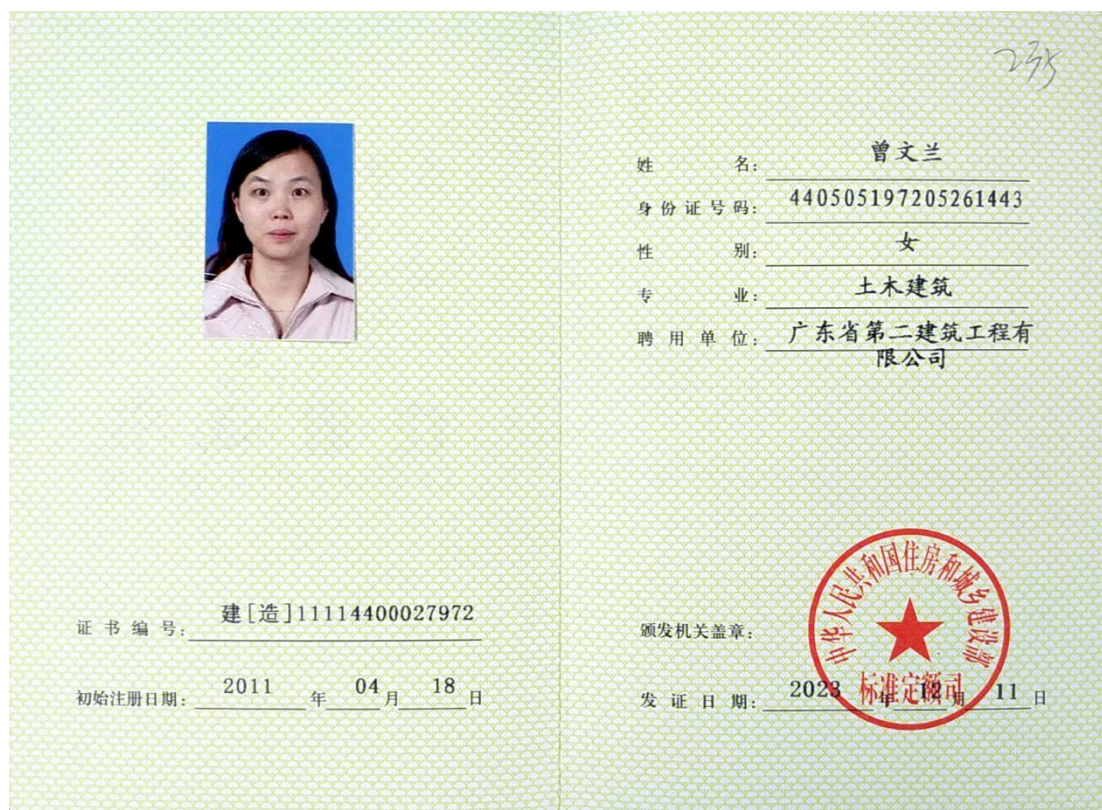 235
姓 名: 曾文兰
身份证号码: 440505197205261443
性 别: 女
专 业: 土木建筑
聘用单位: 广东省第二建筑工程有
限公司
证书编号: 建[造]11114400027972
初始注册日期: 2011 年 04 月 18 日
颁发机关盖章:
中华人民共和国住房和城乡建设部
标准定额司
发证日期: 2023 年 12 月 11 日